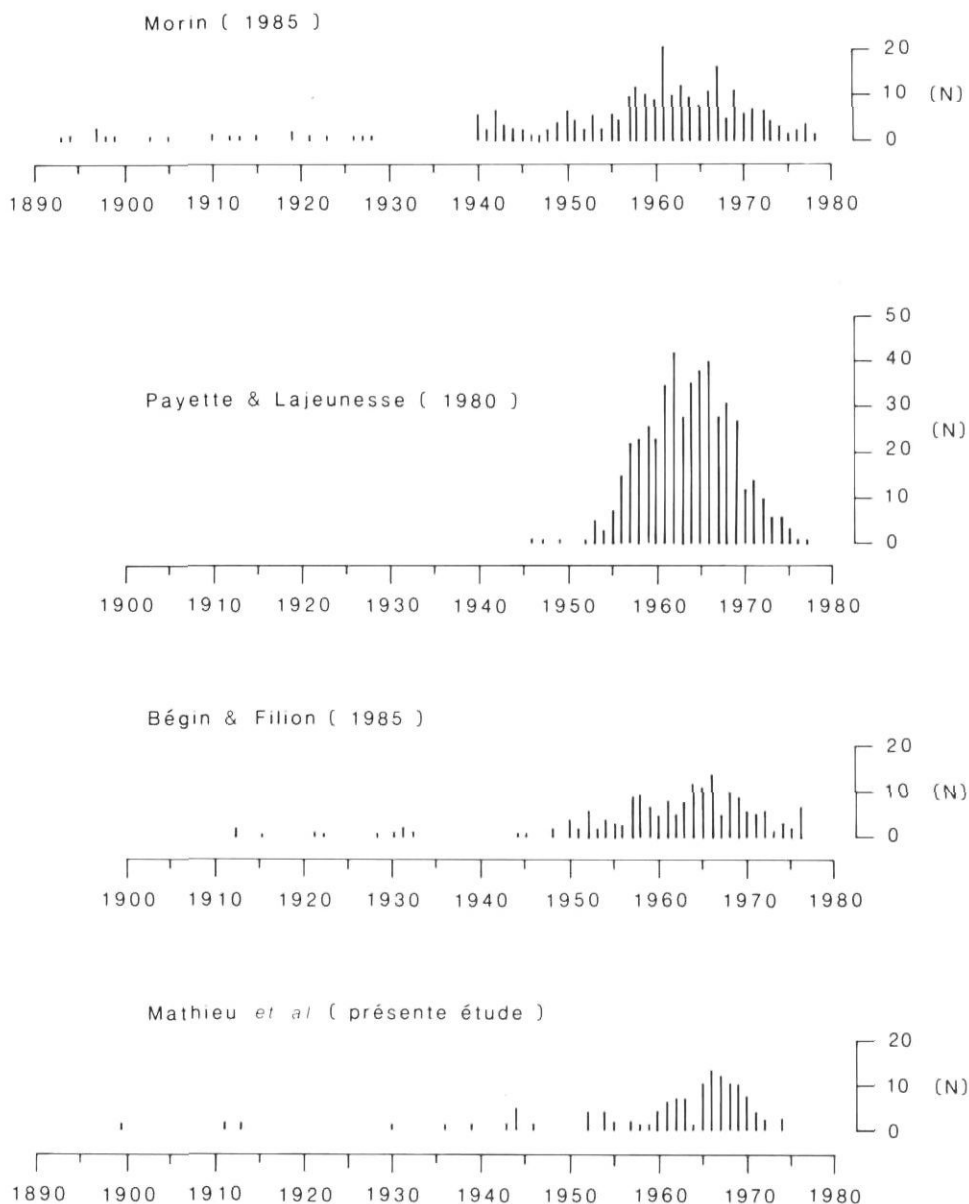 Morin ( 1985 )
20
10 (N)
0
1890 1900 1910 1920 1930 1940 1950 1960 1970 1980
50
40
Payette & Lajeunesse ( 1980 )
30 (N)
20
10
0
1900 1910 1920 1930 1940 1950 1960 1970 1980
Bégin & Filion ( 1985 )
20
10 (N)
0
1900 1910 1920 1930 1940 1950 1960 1970 1980
Mathieu et al ( présente étude )
20
10 (N)
0
1890 1900 1910 1920 1930 1940 1950 1960 1970 1980